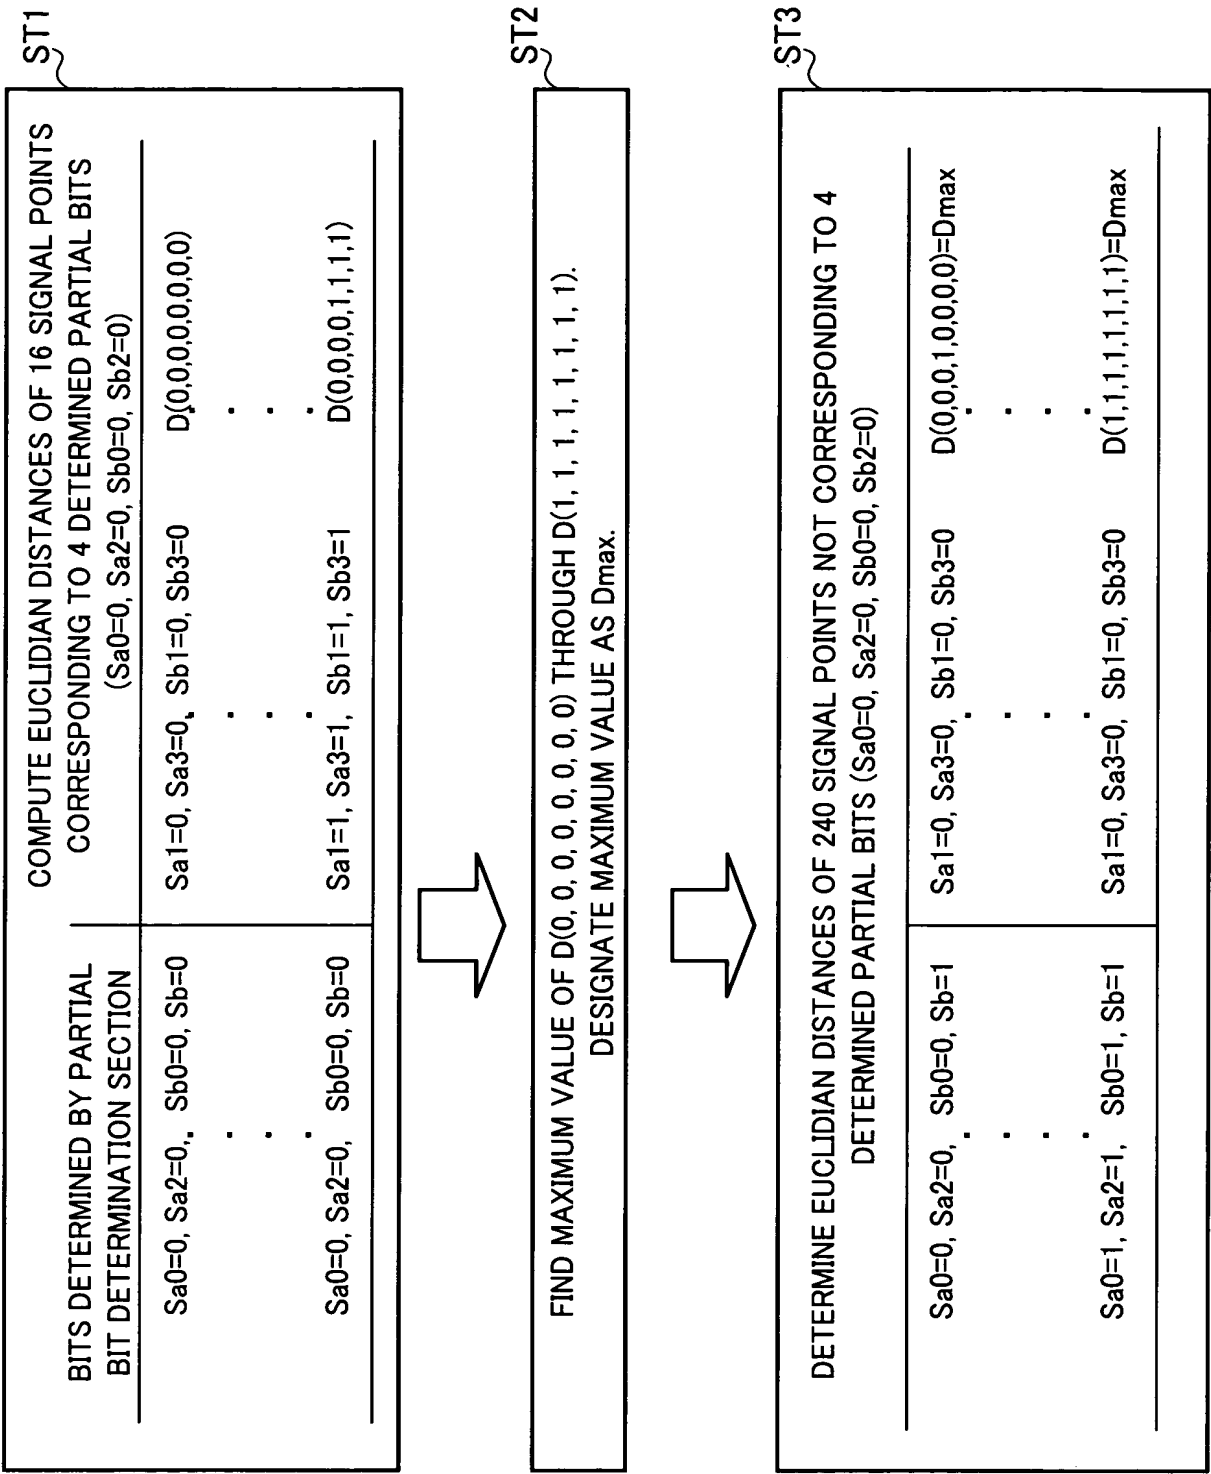 ST1
COMPUTE EUCLIDIAN DISTANCES OF 16 SIGNAL POINTS
CORRESPONDING TO 4 DETERMINED PARTIAL BITS
(Sa0=0, Sa2=0, Sb0=0, Sb2=0)
BITS DETERMINED BY PARTIAL
BIT DETERMINATION SECTION
Sa0=0, Sa2=0, Sb0=0, Sb=0 Sa1=0, Sa3=0, Sb1=0, Sb3=0 D(0,0,0,0,0,0,0,0)
Sa0=0, Sa2=0, Sb0=0, Sb=0 Sa1=1, Sa3=1, Sb1=1, Sb3=1 D(0,0,0,0,1,1,1,1)
ST2
FIND MAXIMUM VALUE OF D(0, 0, 0, 0, 0, 0, 0, 0) THROUGH D(1, 1, 1, 1, 1, 1, 1, 1).
DESIGNATE MAXIMUM VALUE AS Dmax.
ST3
DETERMINE EUCLIDIAN DISTANCES OF 240 SIGNAL POINTS NOT CORRESPONDING TO 4
DETERMINED PARTIAL BITS (Sa0=0, Sa2=0, Sb0=0, Sb2=0)
Sa0=0, Sa2=0, Sb0=0, Sb=1 Sa1=0, Sa3=0, Sb1=0, Sb3=0 D(0,0,0,1,0,0,0,0)=Dmax
Sa0=1, Sa2=1, Sb0=1, Sb=1 Sa1=0, Sa3=0, Sb1=0, Sb3=0 D(1,1,1,1,1,1,1,1)=Dmax